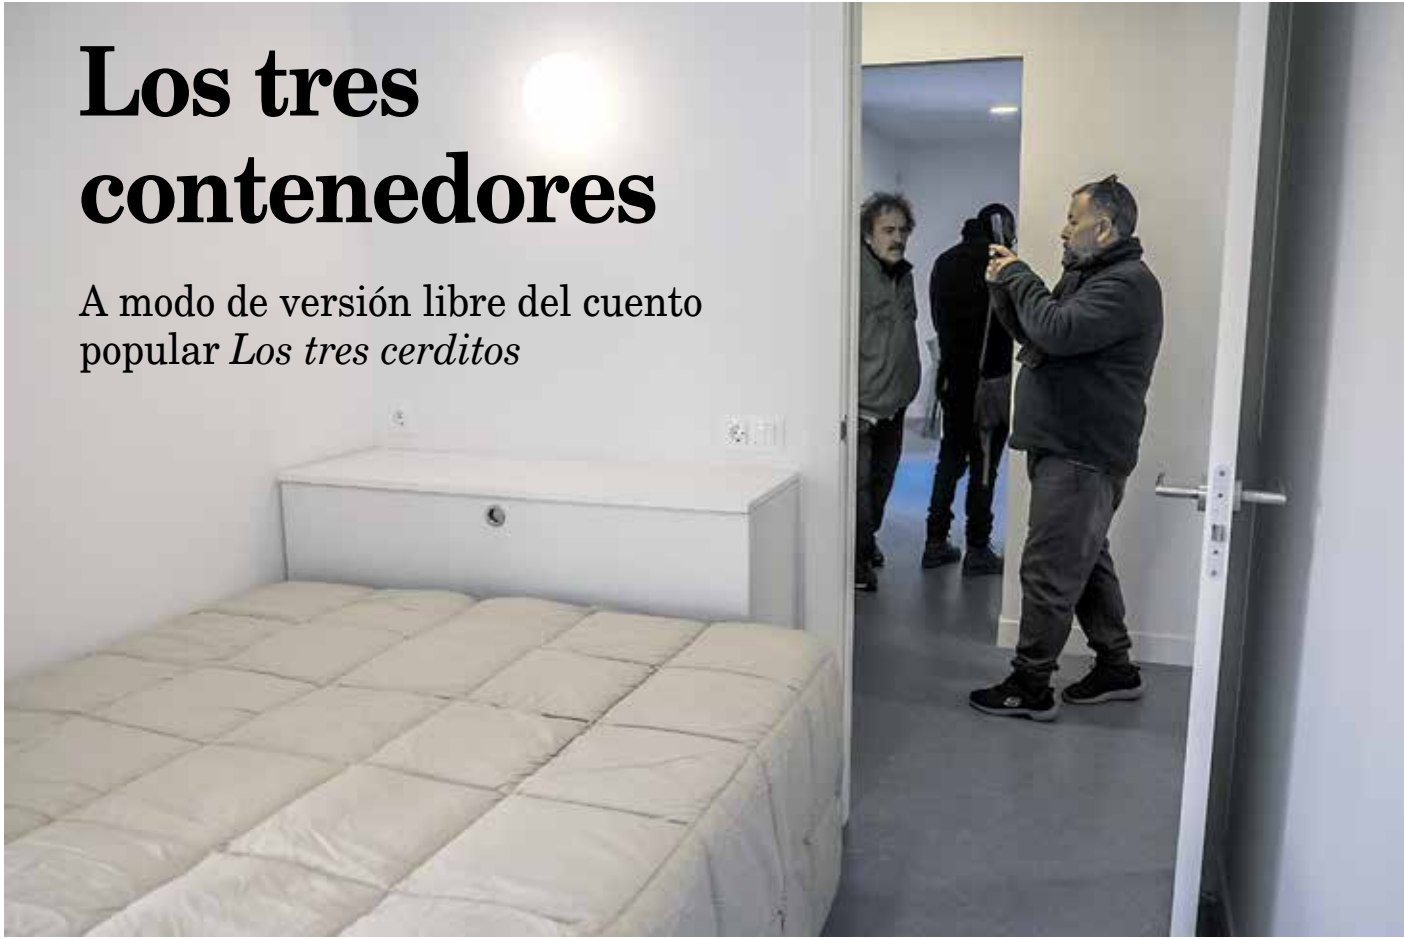 Los tres
contenedores
A modo de versión libre del cuento
popular Los tres cerditos